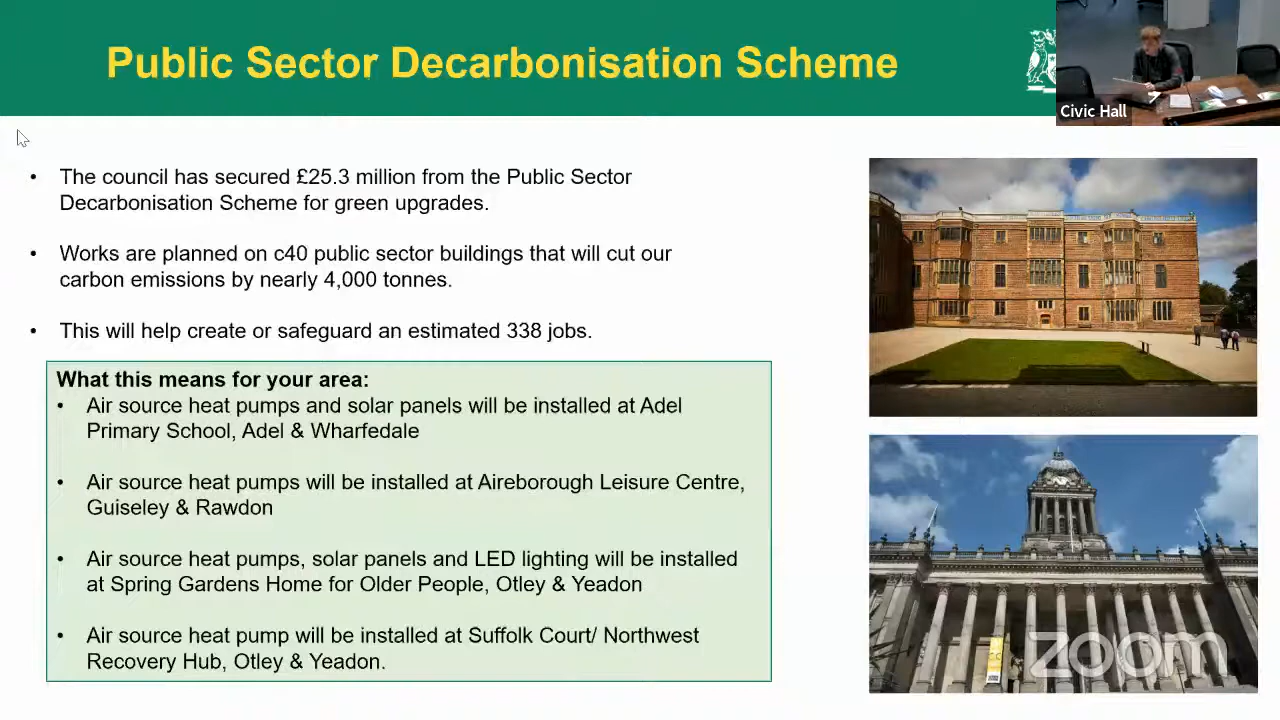 Public Sector Decarbonisation Scheme
Civic Hall
• The council has secured £25.3 million from the Public Sector
Decarbonisation Scheme for green upgrades.
• Works are planned on c40 public sector buildings that will cut our
carbon emissions by nearly 4,000 tonnes.
• This will help create or safeguard an estimated 338 jobs.
What this means for your area:
• Air source heat pumps and solar panels will be installed at Adel
Primary School, Adel & Wharfedale
• Air source heat pumps will be installed at Aireborough Leisure Centre,
Guiseley & Rawdon
• Air source heat pumps, solar panels and LED lighting will be installed
at Spring Gardens Home for Older People, Otley & Yeadon
• Air source heat pump will be installed at Suffolk Court/ Northwest
Recovery Hub, Otley & Yeadon.
zoom